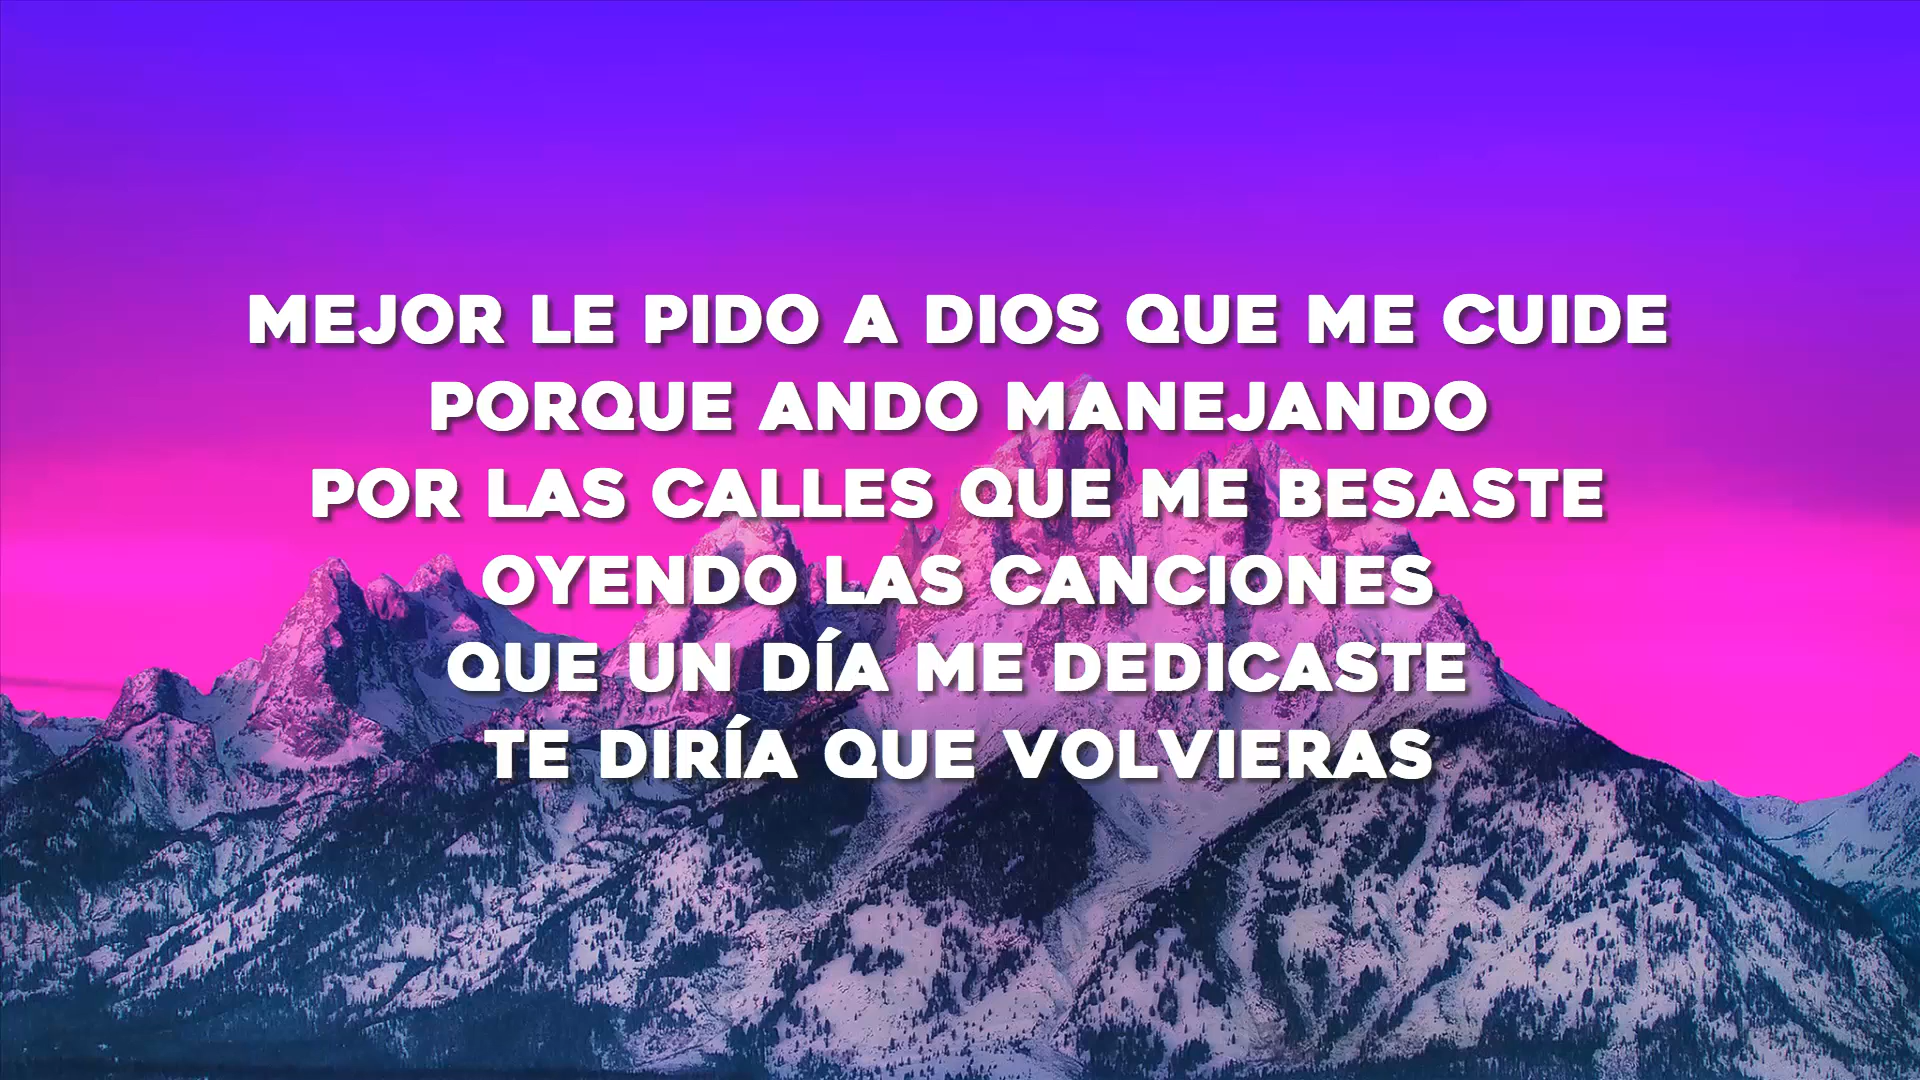 MEJOR LE PIDO A DIOS QUE ME CUIDE
PORQUE ANDO MANEJANDO
POR LAS CALLES QUE ME BESASTE
OYENDO LAS CANCIONES
QUE UN DÍA ME DEDICASTE
TE DIRÍA QUE VOLVIERAS